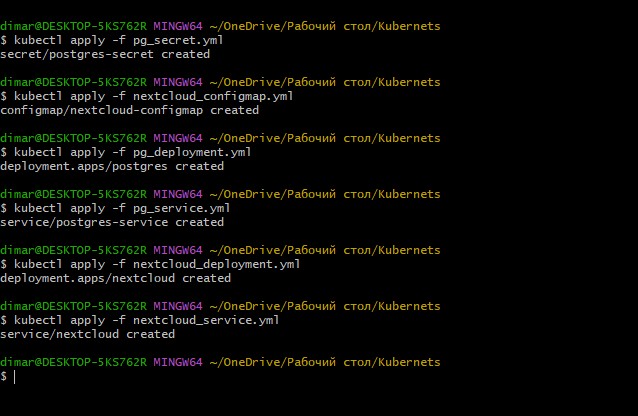 dimar@DESKTOP-5KS762R MINGW64 ~/OneDrive/Рабочий стол/Kubernets
$ kubectl apply -f pg_secret.yml
secret/postgres-secret created
dimar@DESKTOP-5KS762R MINGW64 ~/OneDrive/Рабочий стол/Kubernets
$ kubectl apply -f nextcloud_configmap.yml
configmap/nextcloud-configmap created
dimar@DESKTOP-5KS762R MINGW64 ~/OneDrive/Рабочий стол/Kubernets
$ kubectl apply -f pg_deployment.yml
deployment.apps/postgres created
dimar@DESKTOP-5KS762R MINGW64 ~/OneDrive/Рабочий стол/Kubernets
$ kubectl apply -f pg_service.yml
service/postgres-service created
dimar@DESKTOP-5KS762R MINGW64 ~/OneDrive/Рабочий стол/Kubernets
$ kubectl apply -f nextcloud_deployment.yml
deployment.apps/nextcloud created
dimar@DESKTOP-5KS762R MINGW64 ~/OneDrive/Рабочий стол/Kubernets
$ kubectl apply -f nextcloud_service.yml
service/nextcloud created
dimar@DESKTOP-5KS762R MINGW64 ~/OneDrive/Рабочий стол/Kubernets
$